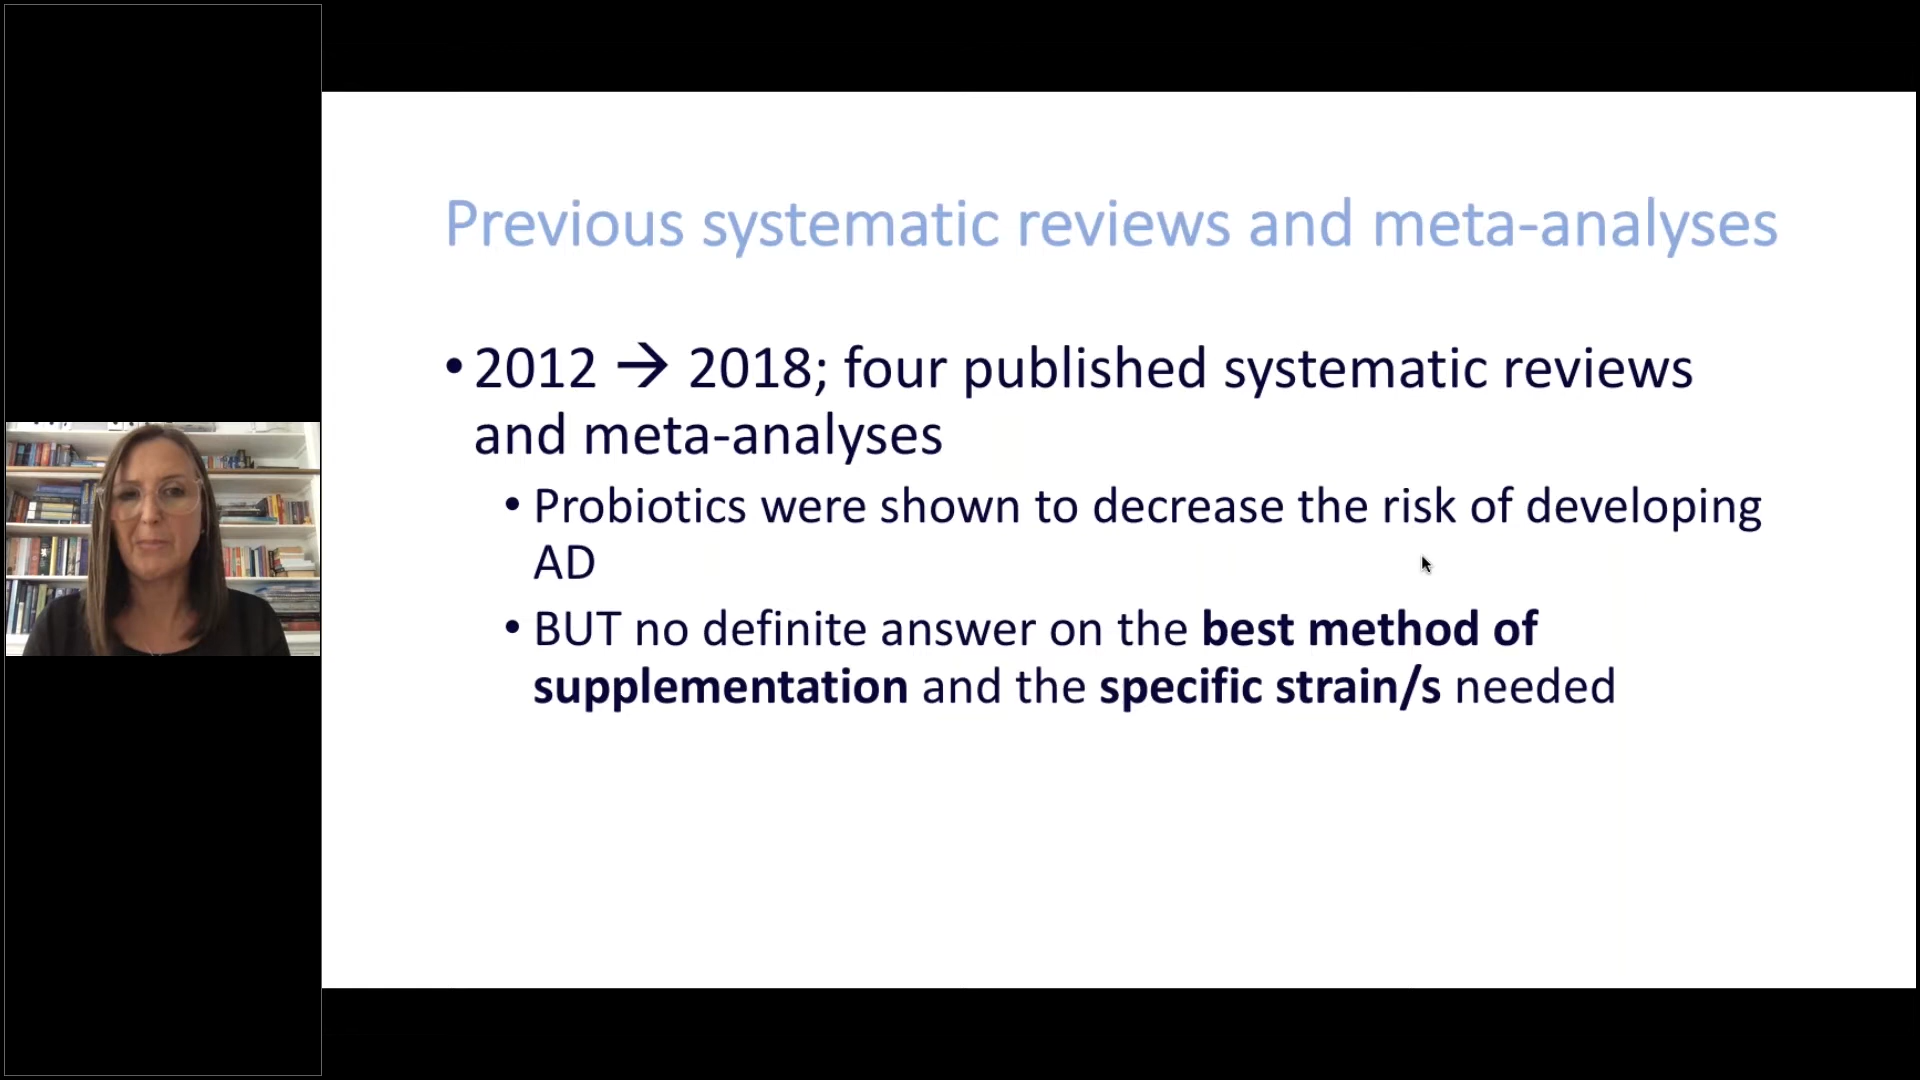 Previous systematic reviews and meta-analyses
• 2012 → 2018; four published systematic reviews
and meta-analyses
• Probiotics were shown to decrease the risk of developing
AD
• BUT no definite answer on the best method of
supplementation and the specific strain/s needed